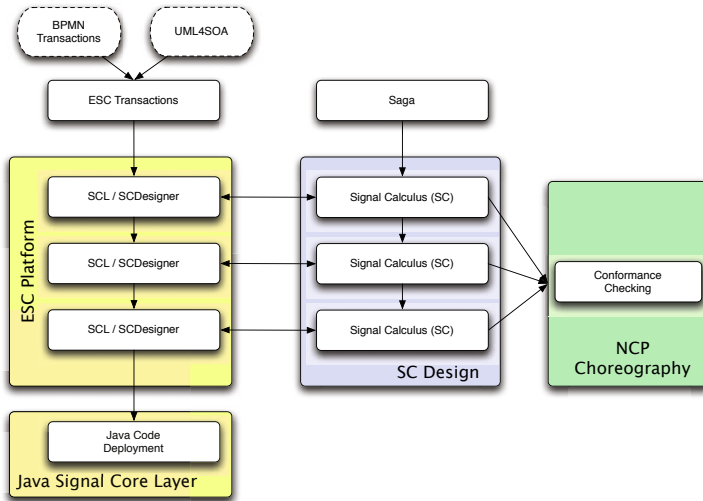 BPMN
Transactions
UML4SOA
ESC Transactions
Saga
SCL / SCDesigner
Signal Calculus (SC)
SCL / SCDesigner
Signal Calculus (SC)
Conformance
Checking
SCL / SCDesigner
Signal Calculus (SC)
ESC Platform
SC Design
NCP
Choreography
Java Code
Deployment
Java Signal Core Layer